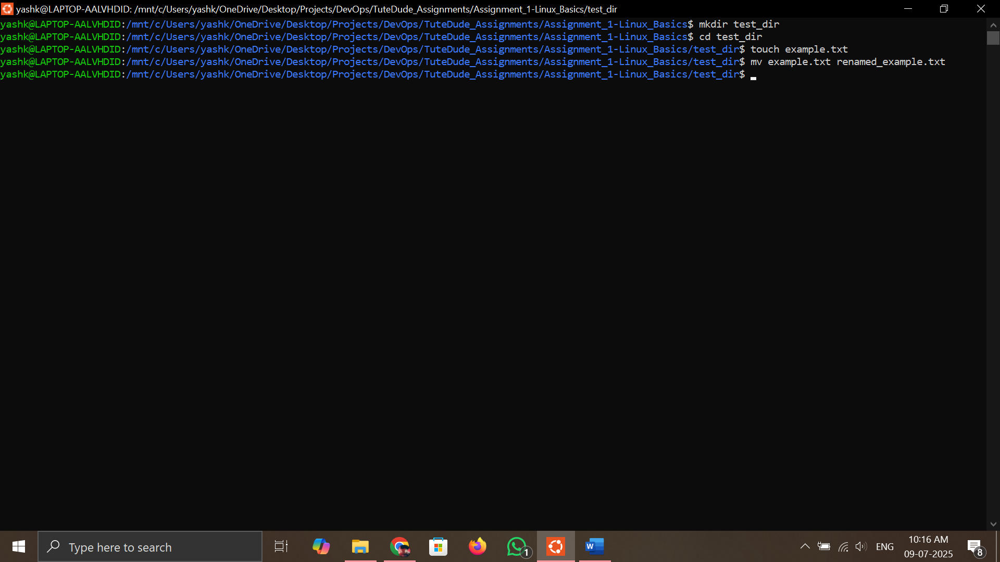 yashk@LAPTOP-AALVHDID: /mnt/c/Users/yashk/OneDrive/Desktop/Projects/DevOps/TuteDude_Assignments/Assignment_1-Linux_Basics/test_dir
yashk@LAPTOP-AALVHDID:/mnt/c/Users/yashk/OneDrive/Desktop/Projects/DevOps/TuteDude_Assignments/Assignment_1-Linux_Basics$ mkdir test_dir
yashk@LAPTOP-AALVHDID:/mnt/c/Users/yashk/OneDrive/Desktop/Projects/DevOps/TuteDude_Assignments/Assignment_1-Linux_Basics$ cd test_dir
yashk@LAPTOP-AALVHDID:/mnt/c/Users/yashk/OneDrive/Desktop/Projects/DevOps/TuteDude_Assignments/Assignment_1-Linux_Basics/test_dir$ touch example.txt
yashk@LAPTOP-AALVHDID:/mnt/c/Users/yashk/OneDrive/Desktop/Projects/DevOps/TuteDude_Assignments/Assignment_1-Linux_Basics/test_dir$ mv example.txt renamed_example.txt
yashk@LAPTOP-AALVHDID:/mnt/c/Users/yashk/OneDrive/Desktop/Projects/DevOps/TuteDude_Assignments/Assignment_1-Linux_Basics/test_dir$
Type here to search
1
W
ENG
10:16 AM
09-07-2025
8